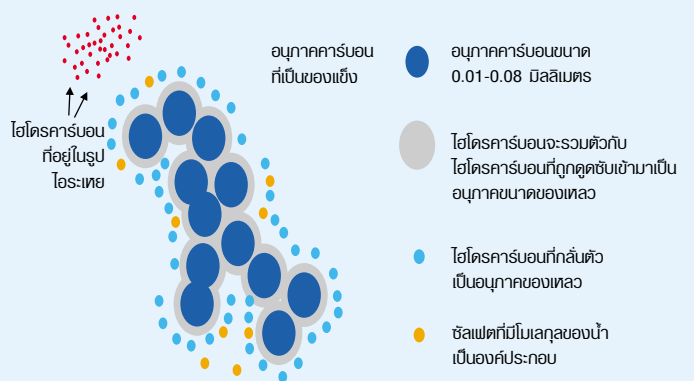 อนุภาคคาร์บอน
ที่เป็นของแข็ง
อนุภาคคาร์บอนขนาด
0.01-0.08 มิลลิเมตร
ไฮโดรคาร์บอน
ที่อยู่ในรูป
ไอระเหย
ไฮโดรคาร์บอนจะรวมตัวกับ
ไฮโดรคาร์บอนที่ถูกดูดซับเข้ามาเป็น
อนุภาคขนาดของเหลว
ไฮโดรคาร์บอนที่กลั่นตัว
เป็นอนุภาคของเหลว
ซัลเฟตที่มีโมเลกุลของน้ำ
เป็นองค์ประกอบ